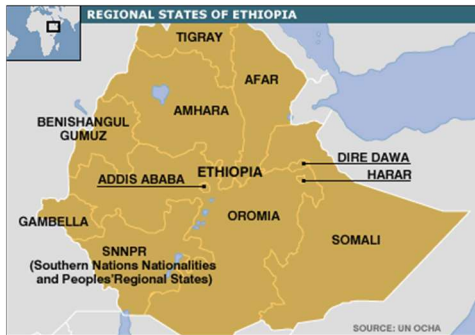 REGIONAL STATES OF ETHIOPIA
TIGRAY
AFAR
AMHARA
BENISHANGUL
GUMUZ
DIRE DAWA
ETHIOPIA
HARAR
ADDIS ABABA
GAMBELLA
OROMIA
SOMALI
SNNPR
(Southern Nations Nationalities
and Peoples'Regional States)
SOURCE: UN OCHA